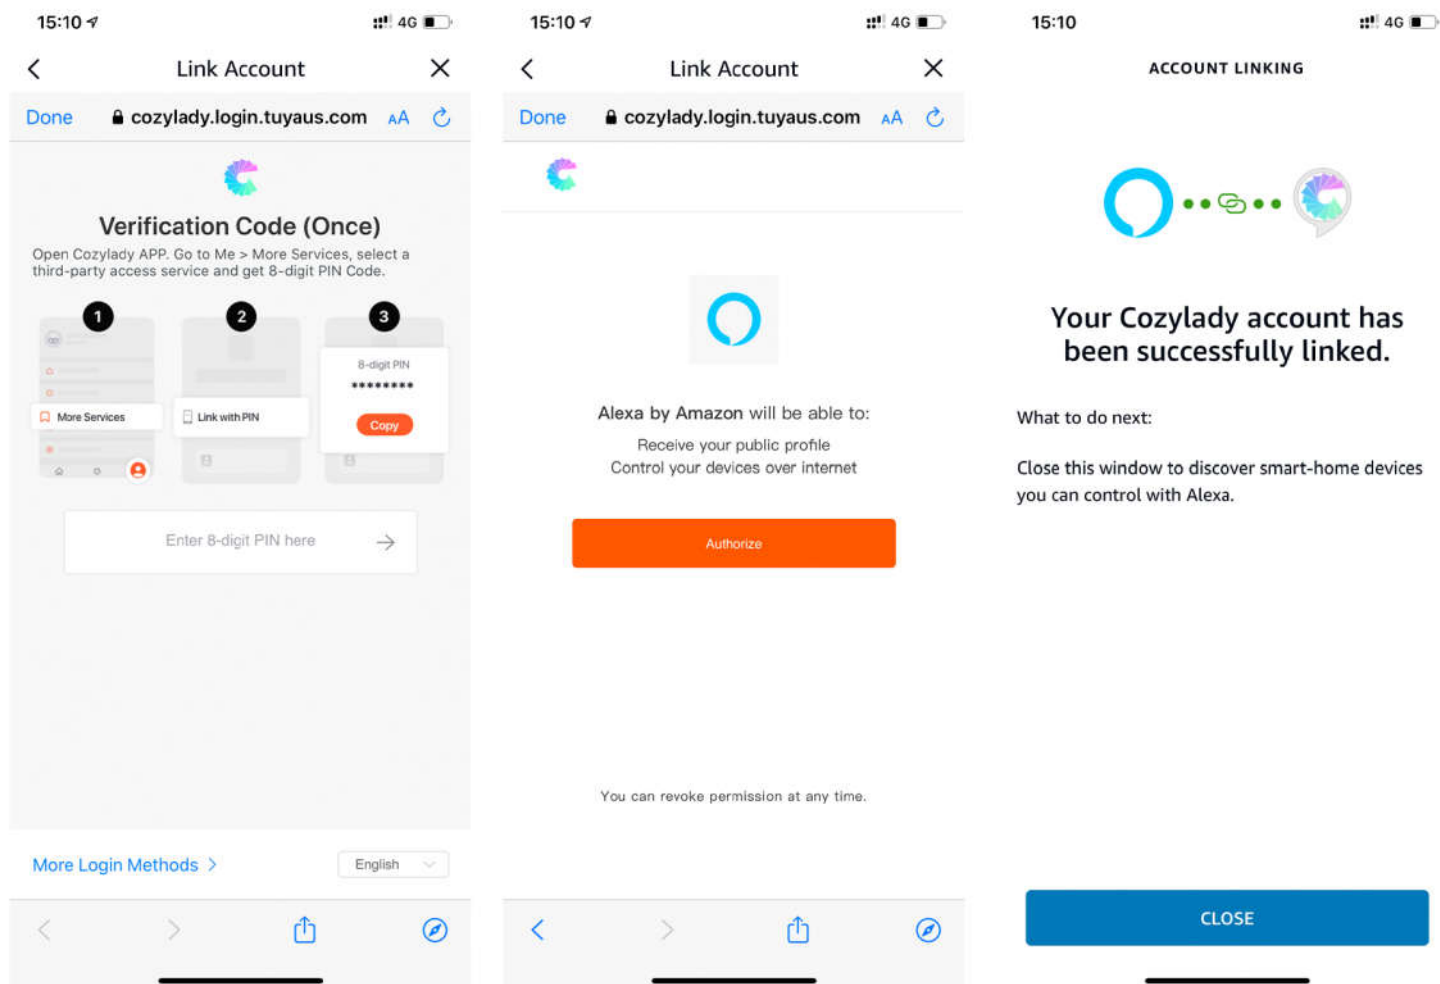 15:10
4G
Link Account
Done
cozylady.login.tuyaus.com
AA
Verification Code (Once)
Open Cozylady APP. Go to Me > More Services, select a
third-party access service and get 8-digit PIN Code.
1
2
3
More Services
Link with PIN
8-digit PIN
********
Copy
Enter 8-digit PIN here
More Login Methods >
English
15:10
4G
Link Account
Done
cozylady.login.tuyaus.com
AA
Alexa by Amazon will be able to:
Receive your public profile
Control your devices over internet
Authorize
You can revoke permission at any time.
15:10
4G
ACCOUNT LINKING
Your Cozylady account has
been successfully linked.
What to do next:
Close this window to discover smart-home devices
you can control with Alexa.
CLOSE